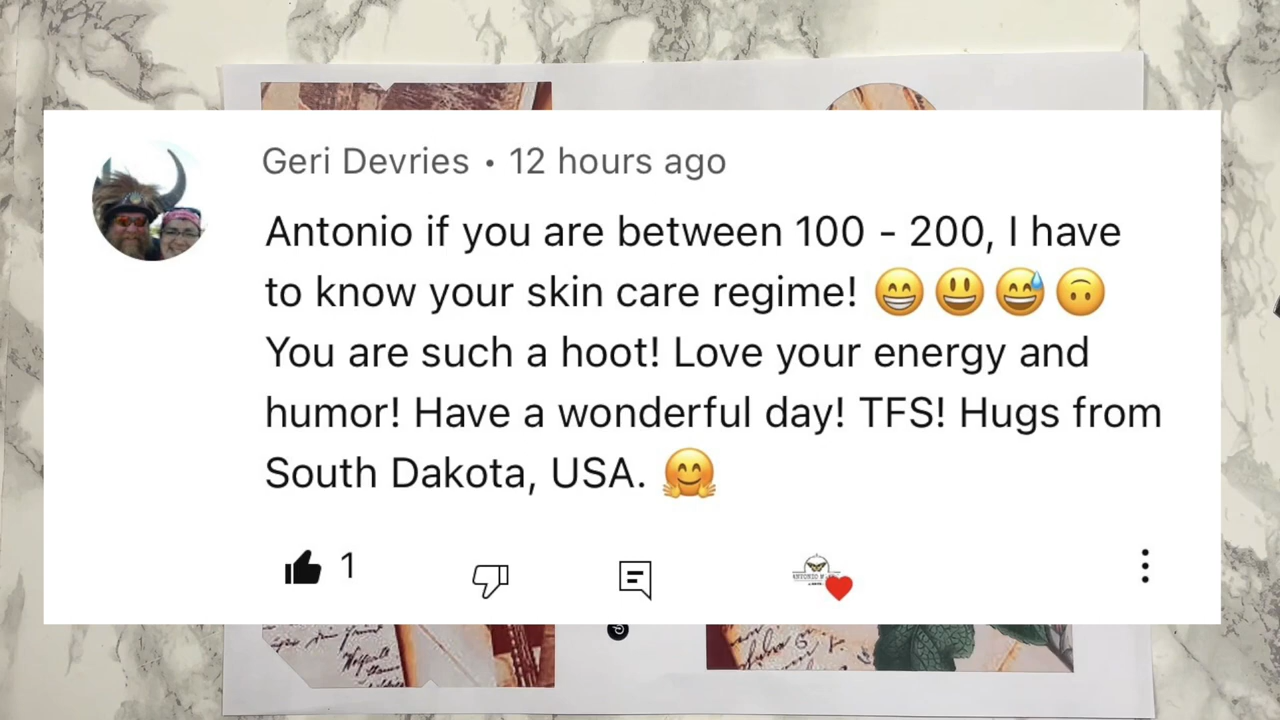 Geri Devries • 12 hours ago
Antonio if you are between 100 - 200, I have
to know your skin care regime! 😁😃😅🙃
You are such a hoot! Love your energy and
humor! Have a wonderful day! TFS! Hugs from
South Dakota, USA. 🤗
1